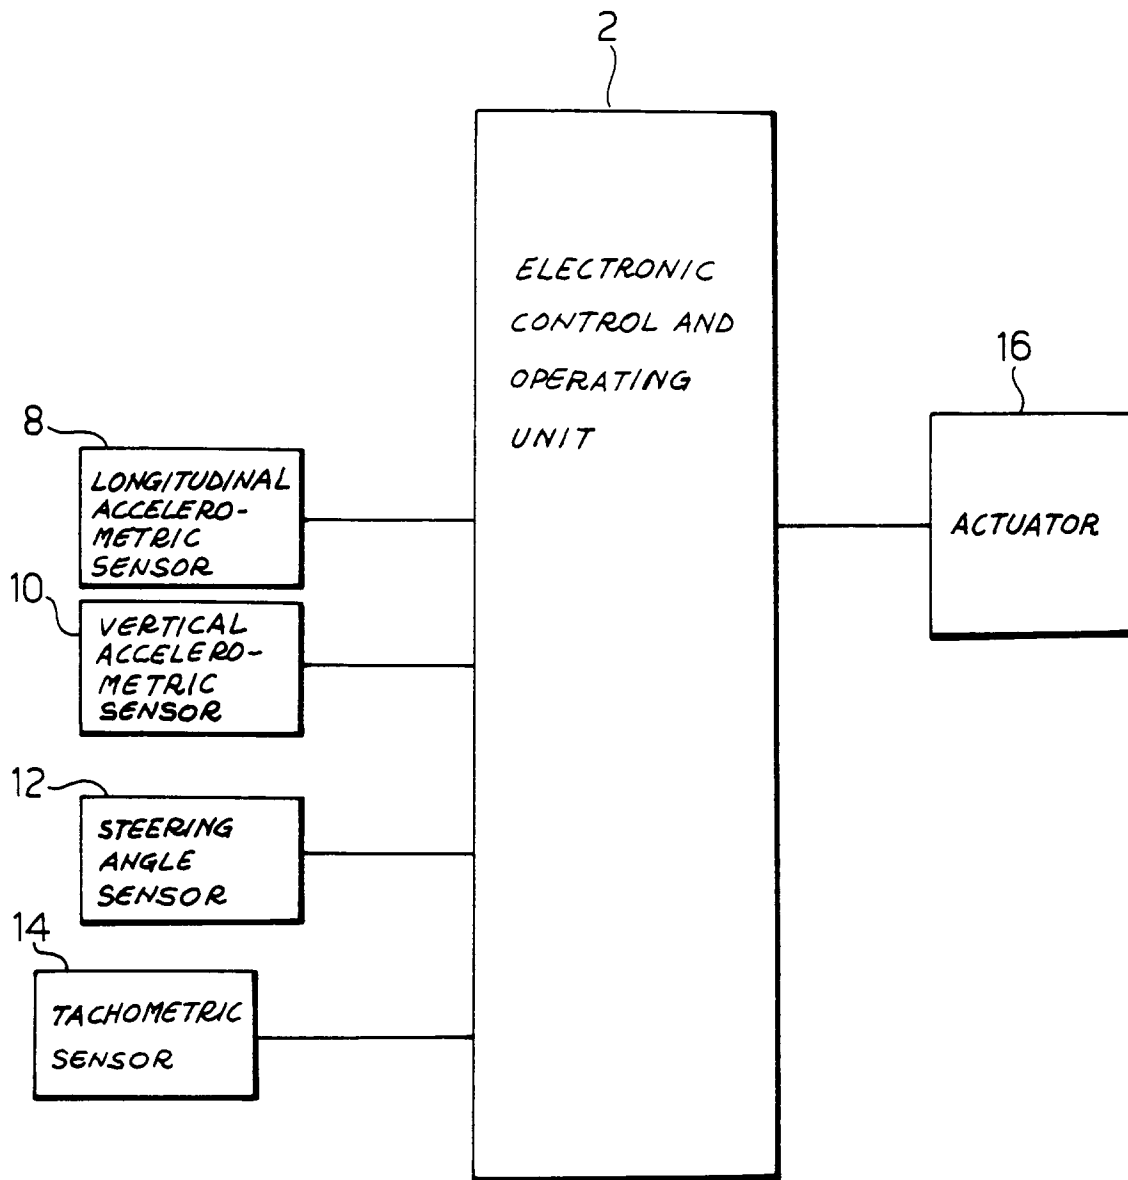 2
ELECTRONIC
CONTROL AND
OPERATING
UNIT
8
LONGITUDINAL
ACCELERO-
METRIC
SENSOR
10
VERTICAL
ACCELERO-
METRIC
SENSOR
12
STEERING
ANGLE
SENSOR
14
TACHOMETRIC
SENSOR
16
ACTUATOR